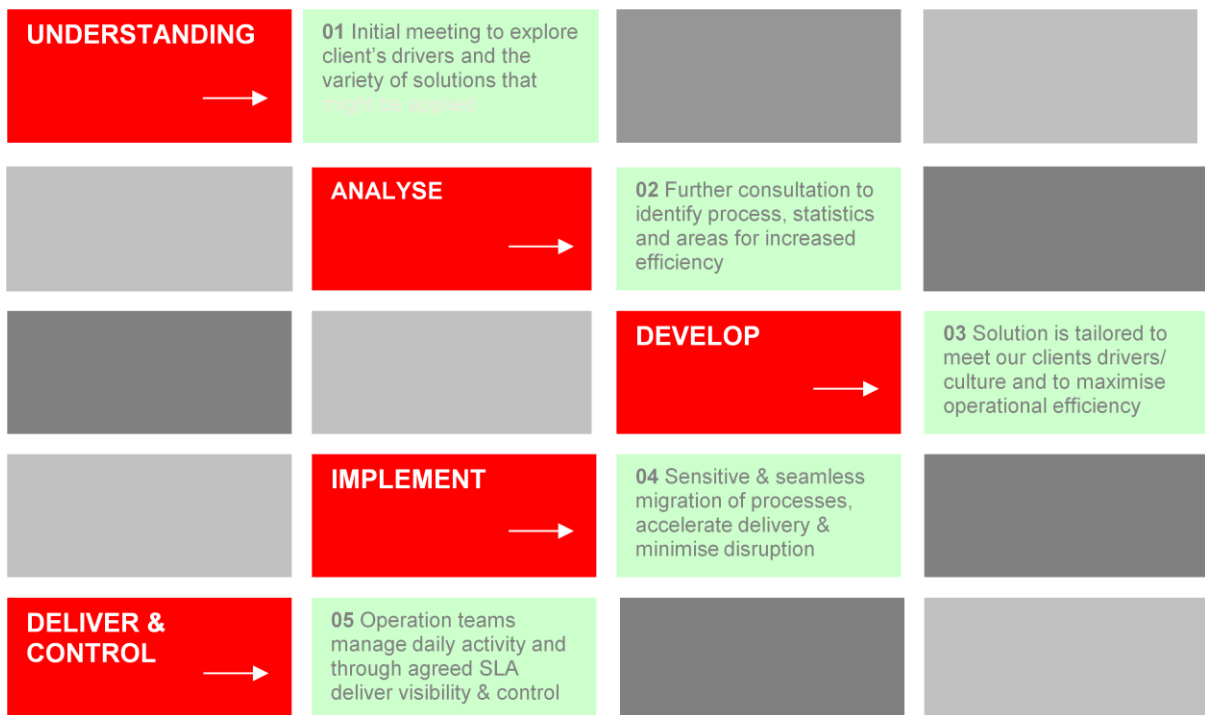 UNDERSTANDING
01 Initial meeting to explore
client's drivers and the
variety of solutions that
might be applied
ANALYSE
02 Further consultation to
identify process, statistics
and areas for increased
efficiency
DEVELOP
03 Solution is tailored to
meet our clients drivers/
culture and to maximise
operational efficiency
IMPLEMENT
04 Sensitive & seamless
migration of processes,
accelerate delivery &
minimise disruption
DELIVER &
CONTROL
05 Operation teams
manage daily activity and
through agreed SLA
deliver visibility & control